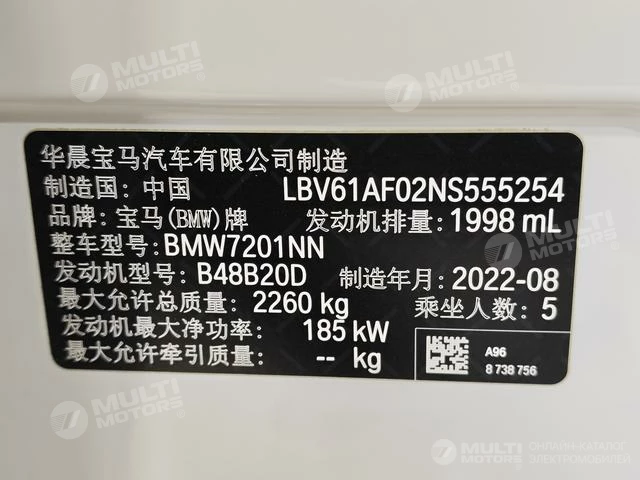 MULTI
MOTORS
MULTI
MOTORS
MULTI
MOTORS
华晨宝马汽车有限公司制造
制造国: 中国 LBV61AF02NS555254
品牌: 宝马(BMW)牌 发动机排量: 1998 mL
整车型号: BMW7201NN
发动机型号: B48B20D 制造年月: 2022-08
最大允许总质量: 2260 kg 乘坐人数: 5
发动机最大净功率: 185 kW
最大允许牵引质量: -- kg
A96
8 738 756
MULTI
MOTORS
MULTI
MOTORS
ОНЛАЙН-КАТАЛОГ
ЭЛЕКТРОМОБИЛЕЙ